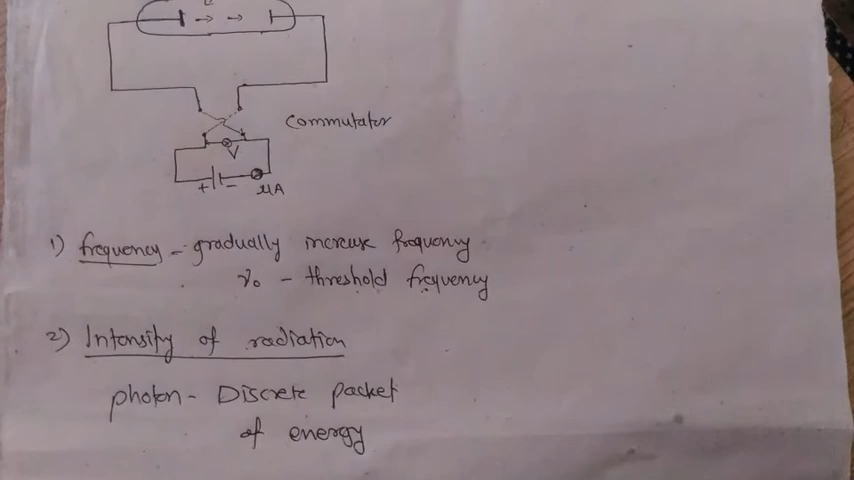 commutator
V
+ -
μA
1) frequency - gradually increase frequency
ν₀ - threshold frequency
2) Intensity of radiation
photon - Discrete packet
of energy